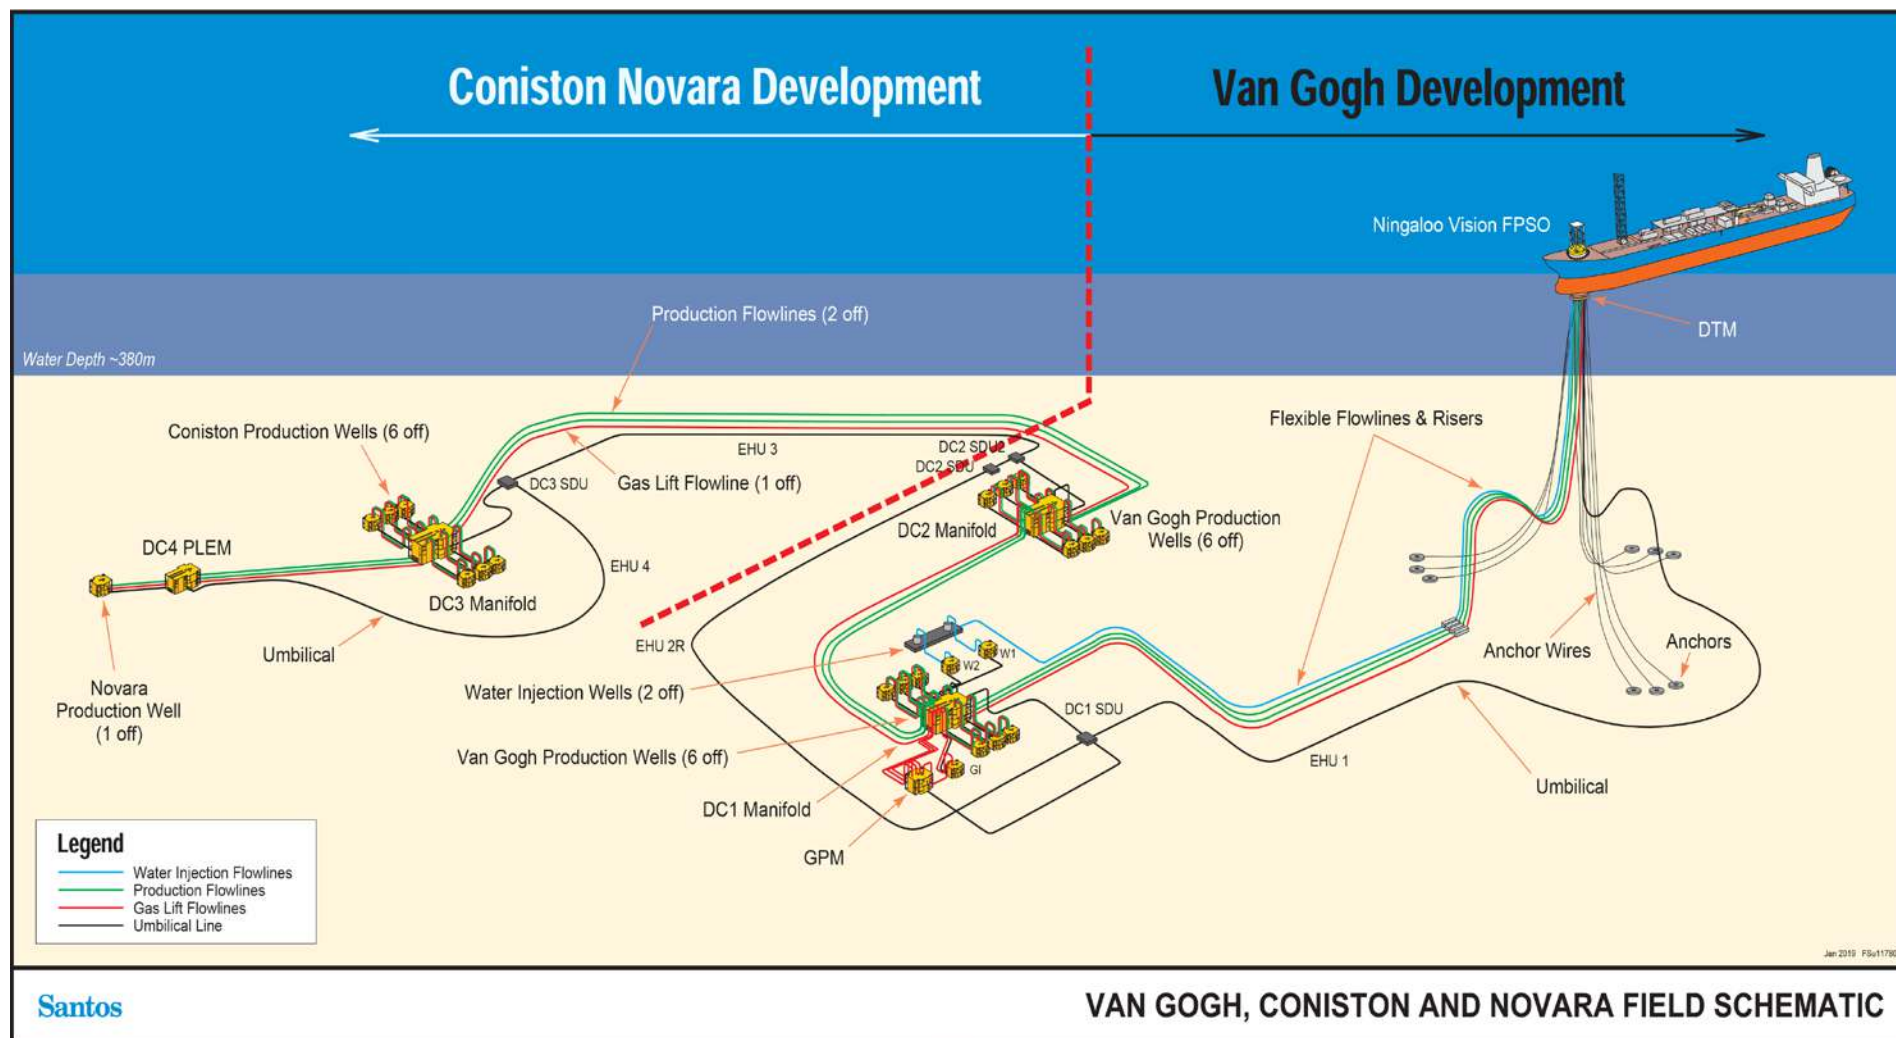 Coniston Novara Development
Van Gogh Development
Ningaloo Vision FPSO
DTM
Production Flowlines (2 off)
Water Depth ~380m
Coniston Production Wells (6 off)
EHU 3
DC2 SDU2
DC2 SDU
Flexible Flowlines & Risers
DC3 SDU
Gas Lift Flowline (1 off)
DC2 Manifold
Van Gogh Production
Wells (6 off)
DC4 PLEM
EHU 4
DC3 Manifold
Umbilical
EHU 2R
W1
W2
Anchor Wires
Anchors
Novara
Production Well
(1 off)
Water Injection Wells (2 off)
DC1 SDU
Van Gogh Production Wells (6 off)
GI
EHU 1
Umbilical
DC1 Manifold
GPM
Legend
Water Injection Flowlines
Production Flowlines
Gas Lift Flowlines
Umbilical Line
Jan 2019 FSu11780
Santos
VAN GOGH, CONISTON AND NOVARA FIELD SCHEMATIC